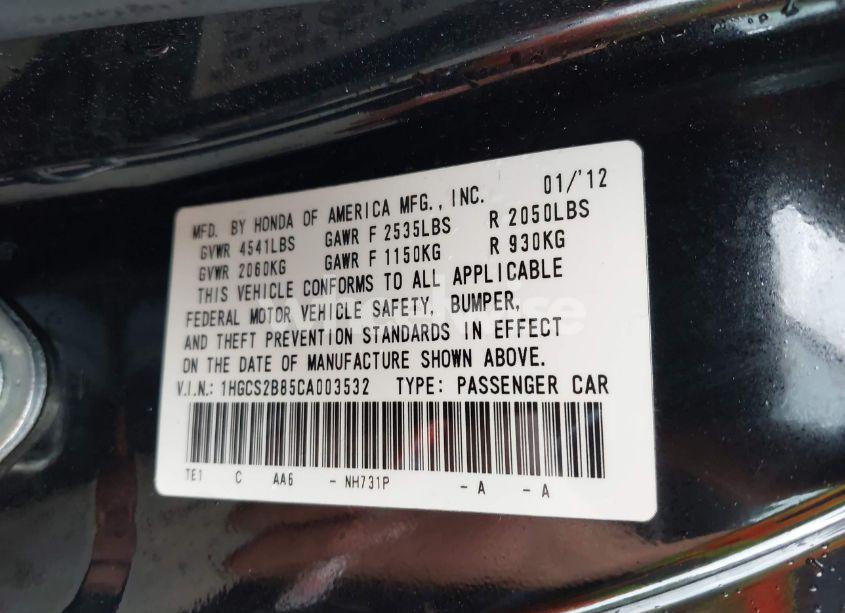 MFD. BY HONDA OF AMERICA MFG., INC. 01/'12
GVWR 4541LBS GAWR F 2535LBS R 2050LBS
GVWR 2060KG GAWR F 1150KG R 930KG
THIS VEHICLE CONFORMS TO ALL APPLICABLE
FEDERAL MOTOR VEHICLE SAFETY, BUMPER,
AND THEFT PREVENTION STANDARDS IN EFFECT
ON THE DATE OF MANUFACTURE SHOWN ABOVE.
V.I.N.: 1HGCS2B85CA003532 TYPE: PASSENGER CAR
TE1 C AA6 - NH731P - A - A